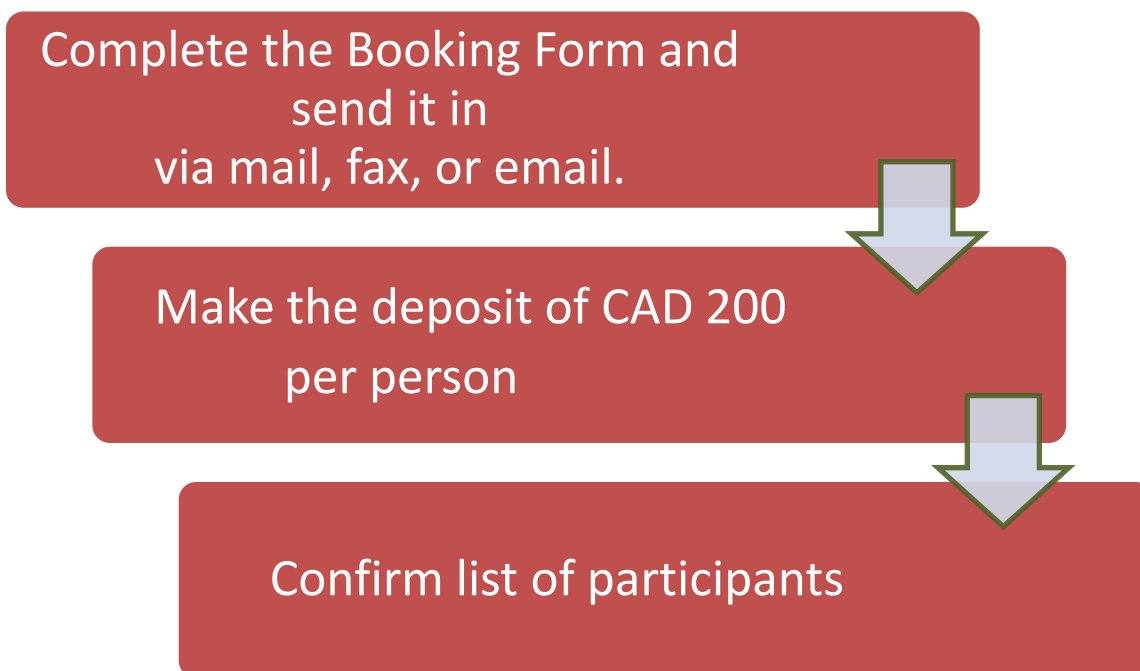 Complete the Booking Form and
send it in
via mail, fax, or email.
Make the deposit of CAD 200
per person
Confirm list of participants